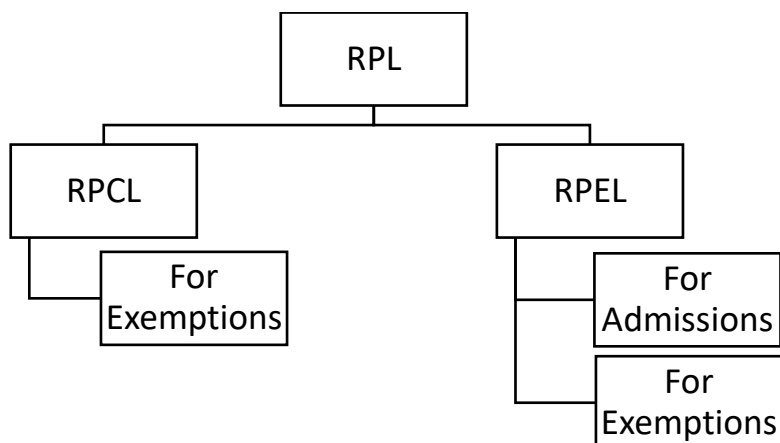 RPL
RPCL
RPEL
For
Exemptions
For
Admissions
For
Exemptions